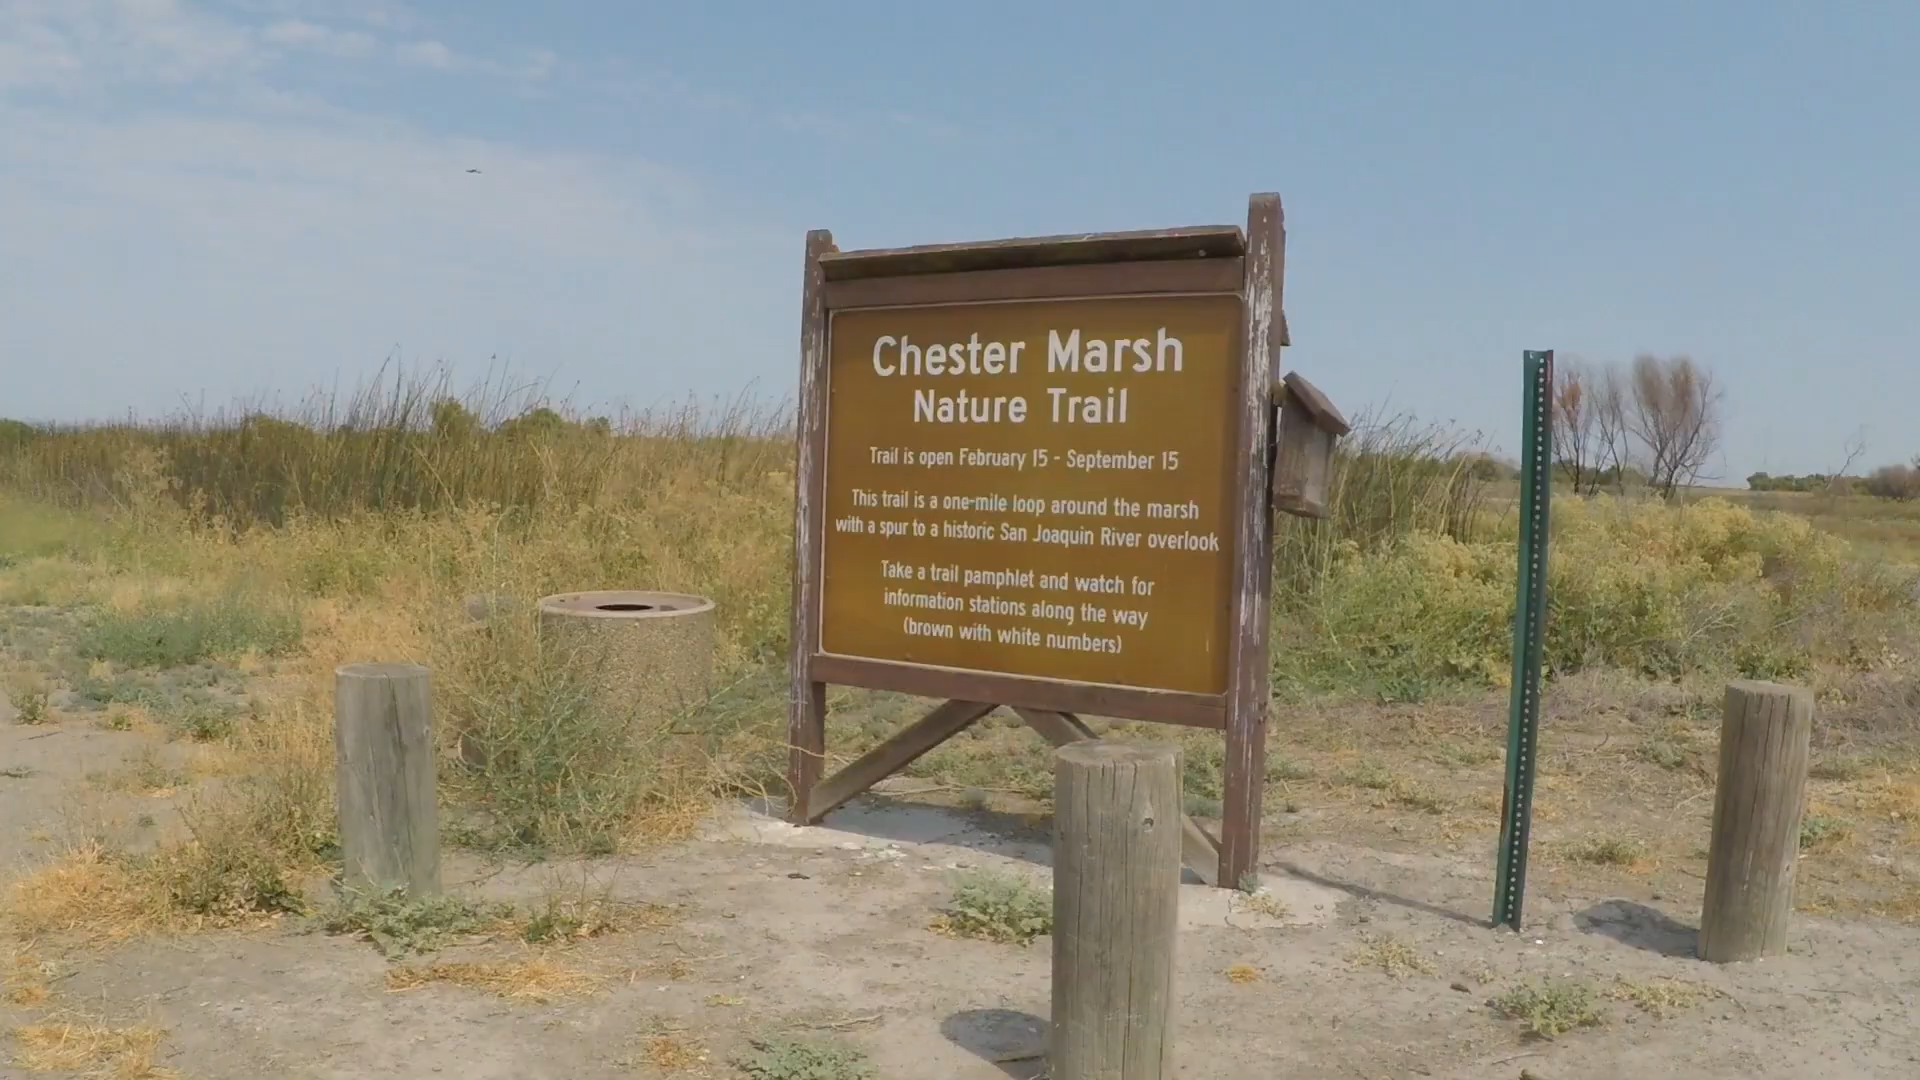 Chester Marsh
Nature Trail
Trail is open February 15 - September 15
This trail is a one-mile loop around the marsh
with a spur to a historic San Joaquin River overlook
Take a trail pamphlet and watch for
information stations along the way
(brown with white numbers)